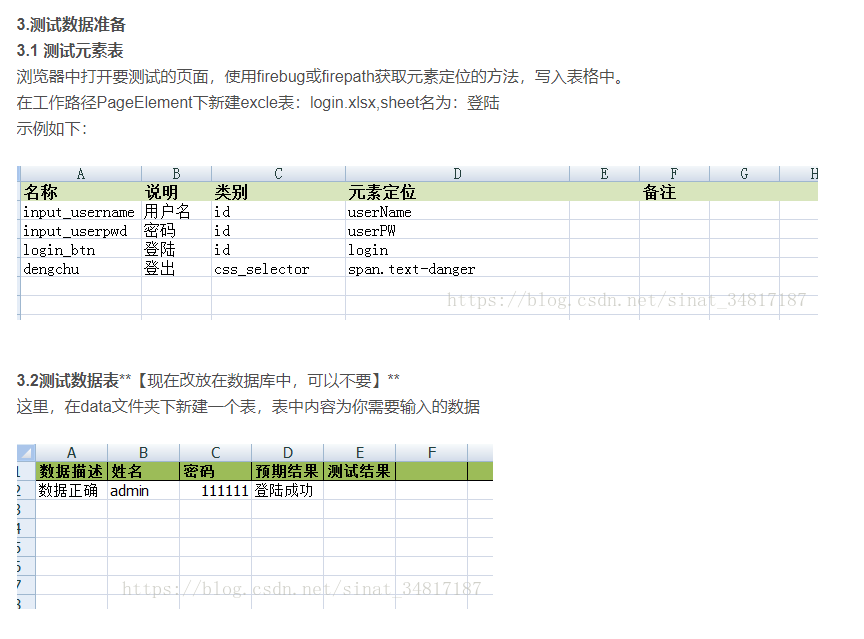 3.测试数据准备
3.1 测试元素表
浏览器中打开要测试的页面，使用firebug或firepath获取元素定位的方法，写入表格中。
在工作路径PageElement下新建excle表：login.xlsx,sheet名为：登陆
示例如下：
A B C D E F G H
名称 说明 类别 元素定位 备注
input_username 用户名 id userName
input_userpwd 密码 id userPW
login_btn 登陆 id login
dengchu 登出 css_selector span.text-danger
https://blog.csdn.net/sinat_34817187
3.2测试数据表**【现在改放在数据库中，可以不要】**
这里，在data文件夹下新建一个表，表中内容为你需要输入的数据
A B C D E F
1 数据描述 姓名 密码 预期结果 测试结果
2 数据正确 admin 111111 登陆成功
3
4
5
6
7
https://blog.csdn.net/sinat_34817187
8